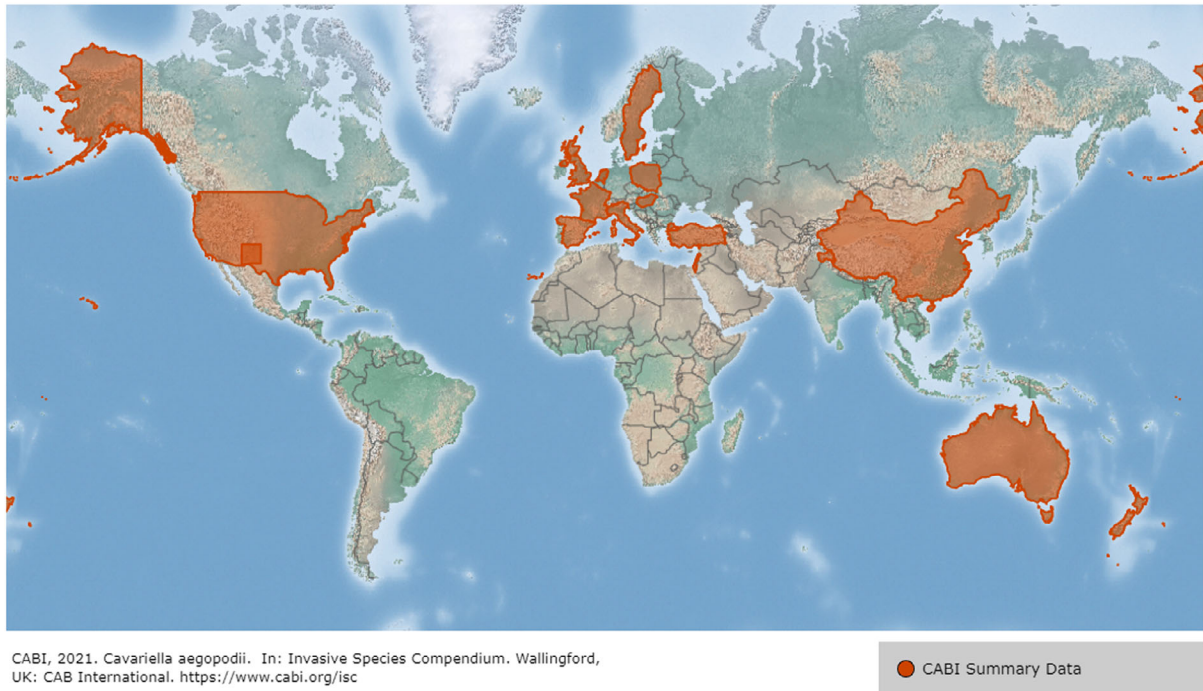 CABI, 2021. Cavariella aegopodii.  In: Invasive Species Compendium. Wallingford,
UK: CAB International. https://www.cabi.org/isc
CABI Summary Data